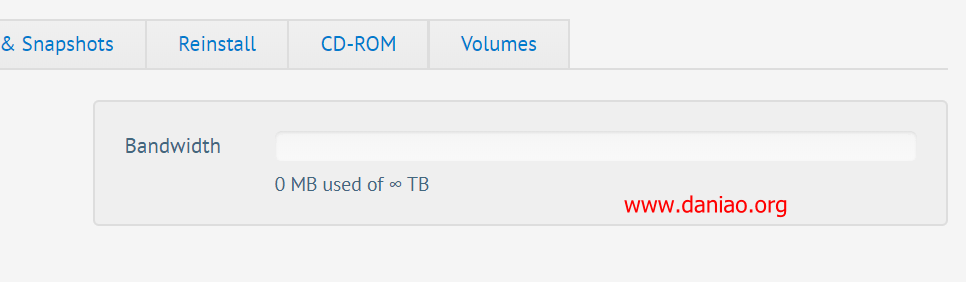 & Snapshots Reinstall CD-ROM Volumes
Bandwidth
0 MB used of ∞ TB
www.daniao.org